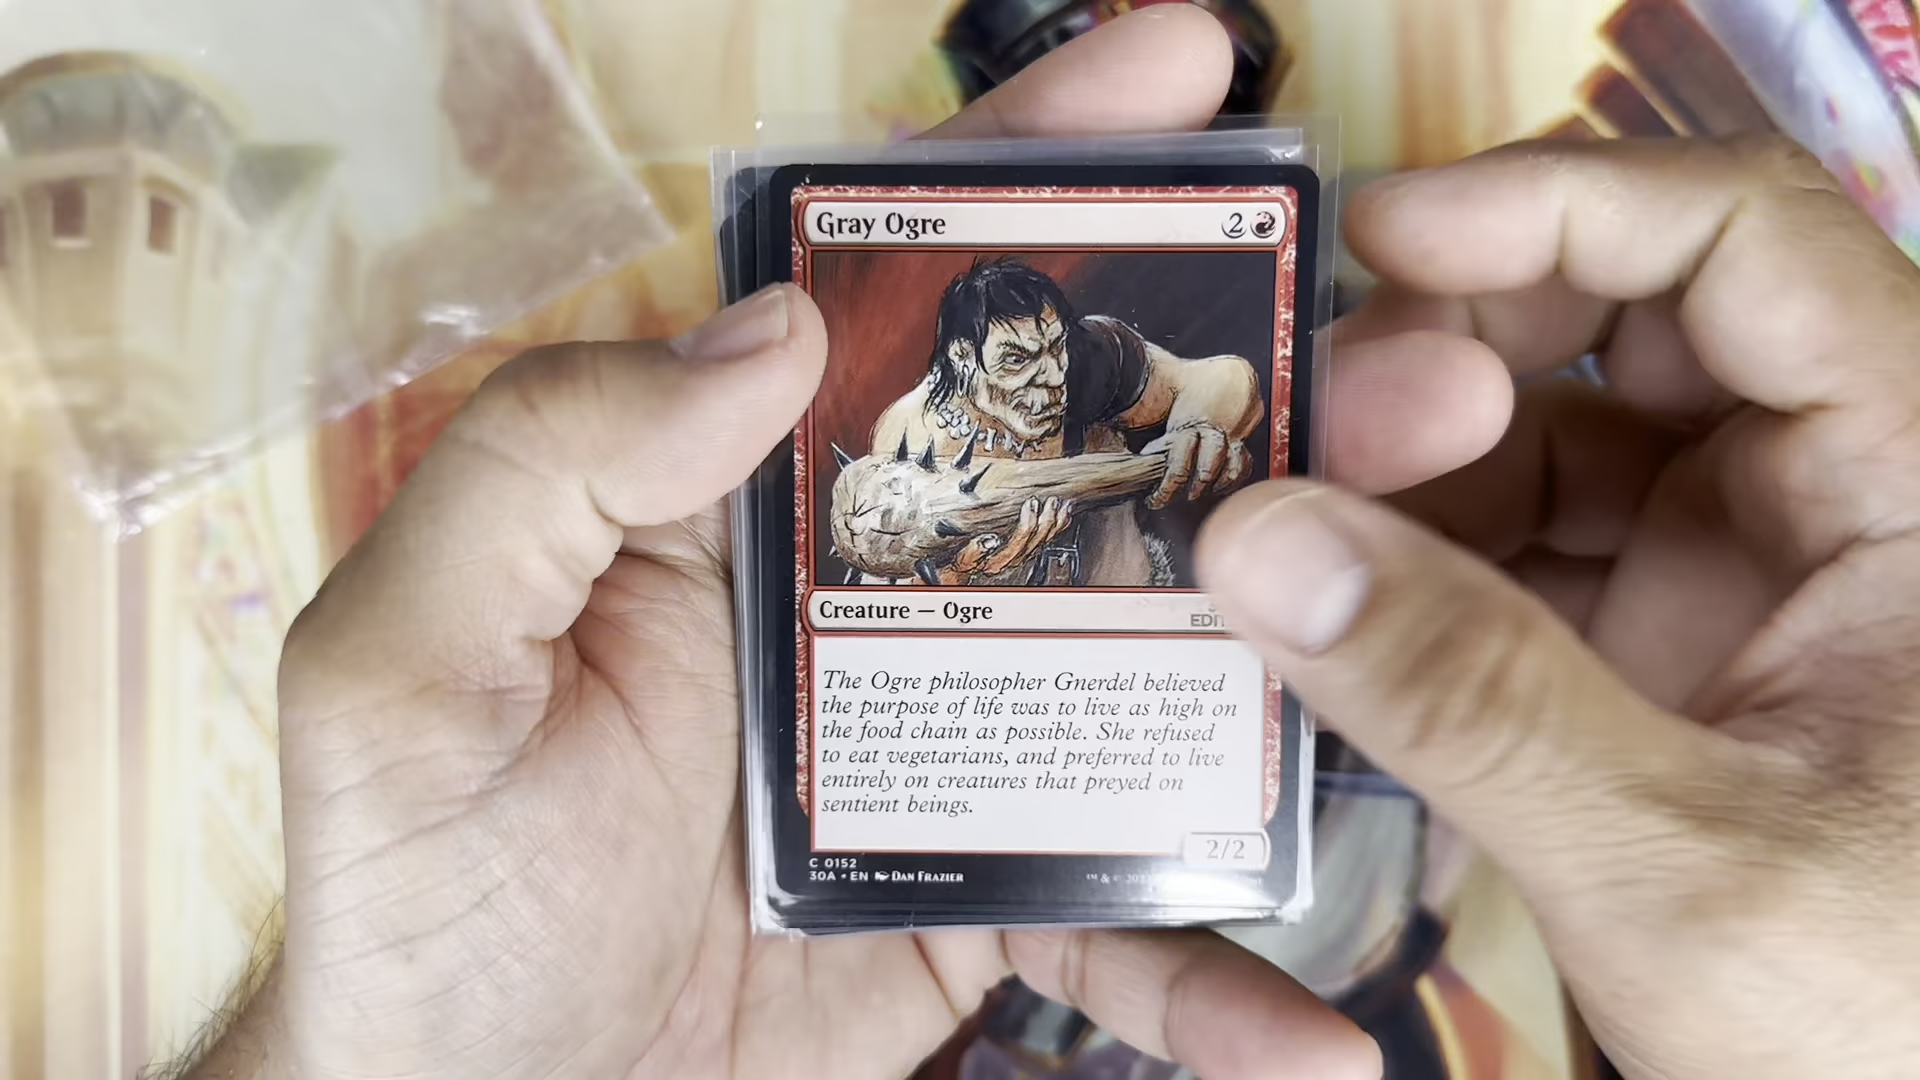 Gray Ogre 2
Creature — Ogre
The Ogre philosopher Gnerdel believed
the purpose of life was to live as high on
the food chain as possible. She refused
to eat vegetarians, and preferred to live
entirely on creatures that preyed on
sentient beings.
2/2
C 0152
30A • EN Dan Frazier
™ & ©